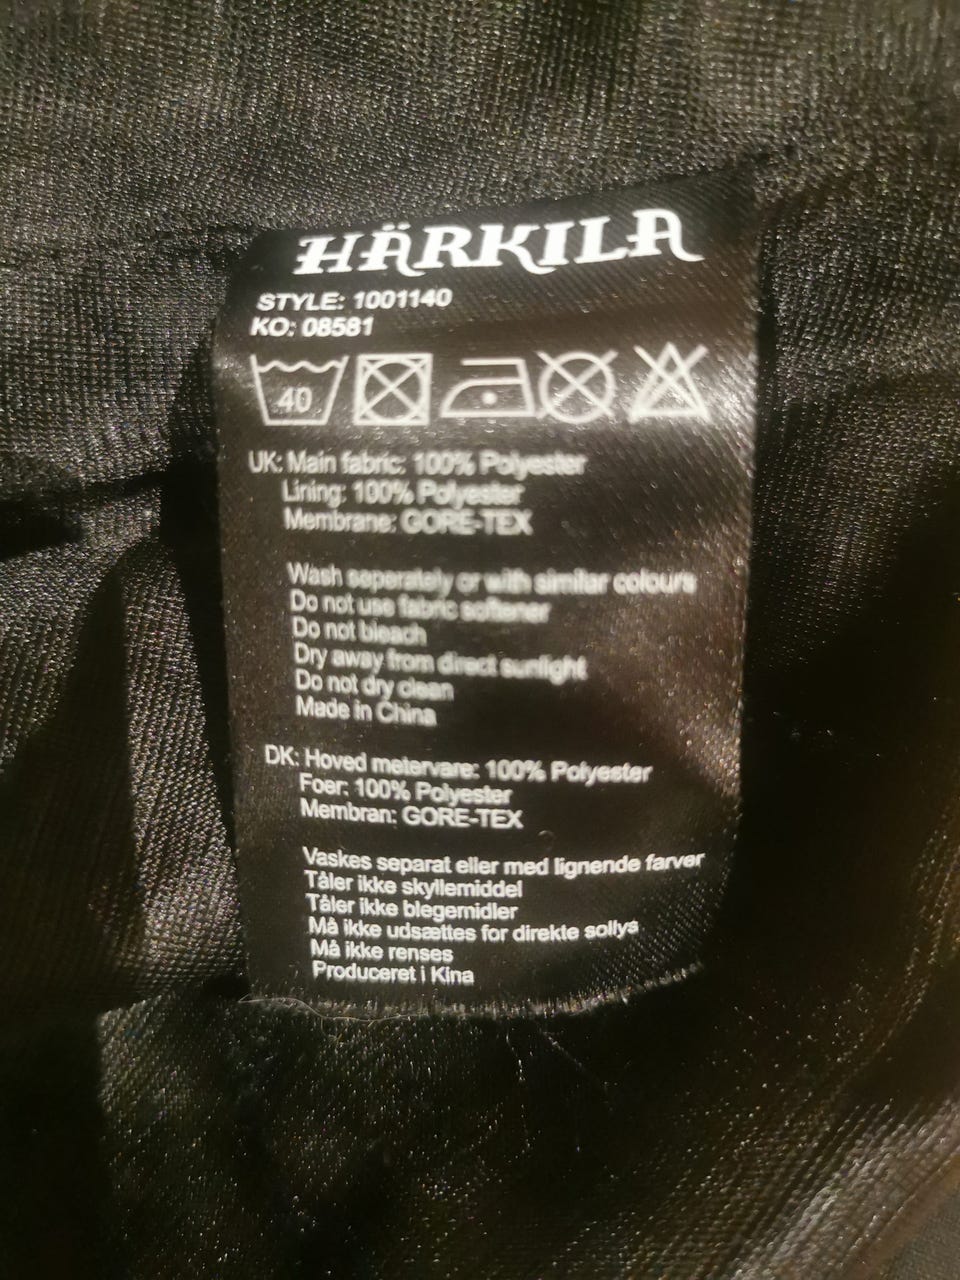 HÄRKILA
STYLE: 1001140
KO: 08581
40
UK: Main fabric: 100% Polyester
Lining: 100% Polyester
Membrane: GORE-TEX
Wash seperately or with similar colours
Do not use fabric softener
Do not bleach
Dry away from direct sunlight
Do not dry clean
Made in China
DK: Hoved metervare: 100% Polyester
Foer: 100% Polyester
Membran: GORE-TEX
Vaskes separat eller med lignende farver
Tåler ikke skyllemiddel
Tåler ikke blegemidler
Må ikke udsættes for direkte sollys
Må ikke renses
Produceret i Kina